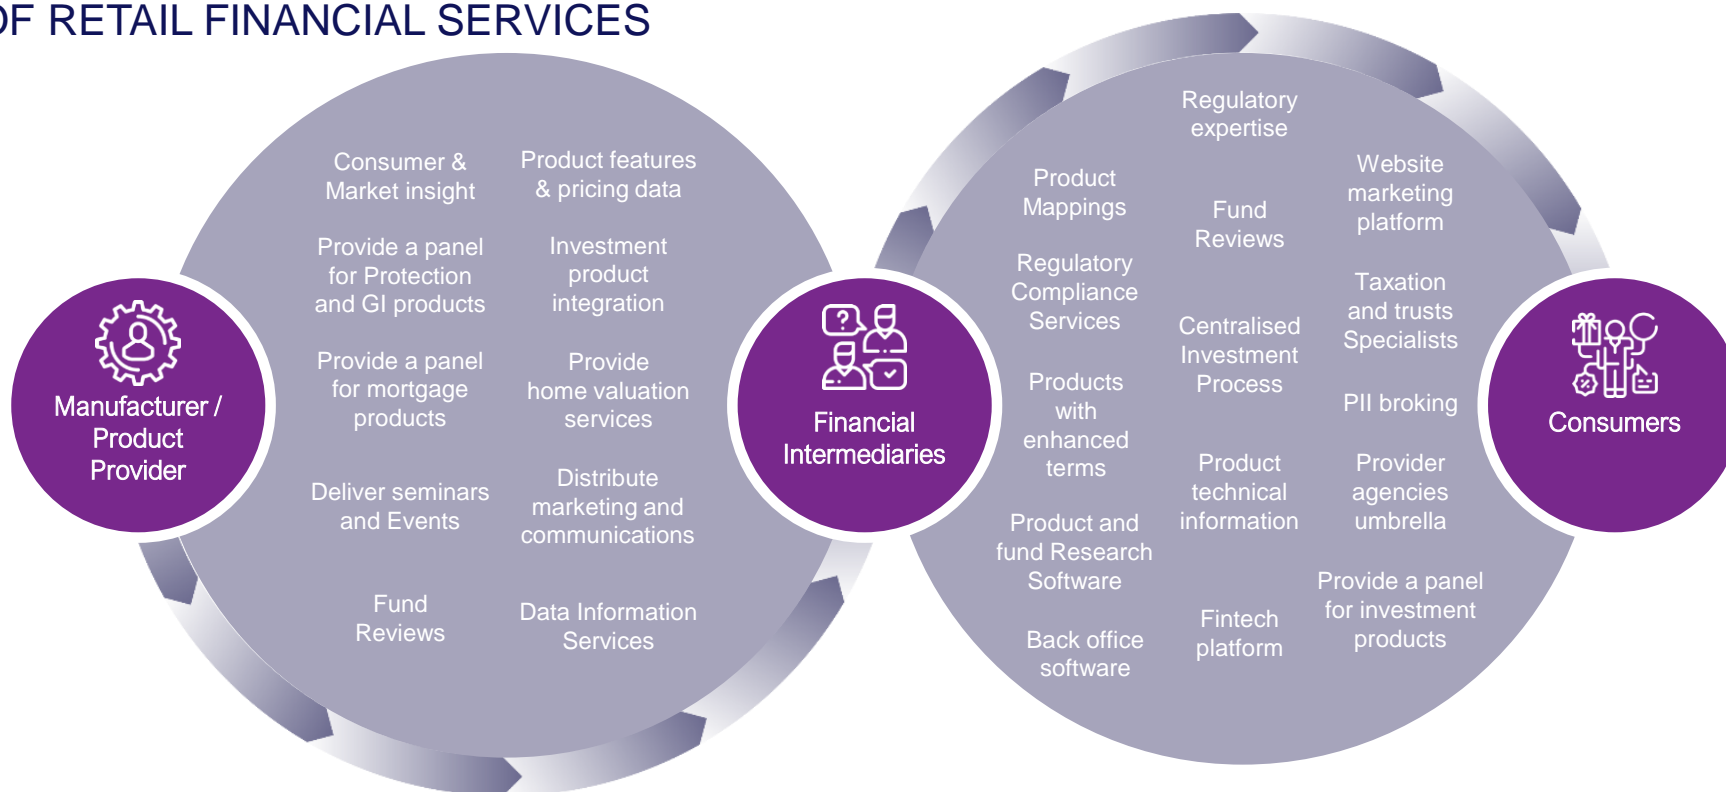 OF RETAIL FINANCIAL SERVICES
Manufacturer /
Product
Provider
Consumer &
Market insight
Provide a panel
for Protection
and GI products
Provide a panel
for mortgage
products
Deliver seminars
and Events
Fund
Reviews
Product features
& pricing data
Investment
product
integration
Provide
home valuation
services
Distribute
marketing and
communications
Data Information
Services
?
Financial
Intermediaries
Product
Mappings
Regulatory
Compliance
Services
Products
with
enhanced
terms
Product and
fund Research
Software
Back office
software
Regulatory
expertise
Fund
Reviews
Centralised
Investment
Process
Product
technical
information
Fintech
platform
Website
marketing
platform
Taxation
and trusts
Specialists
PII broking
Provider
agencies
umbrella
Provide a panel
for investment
products
%
Consumers